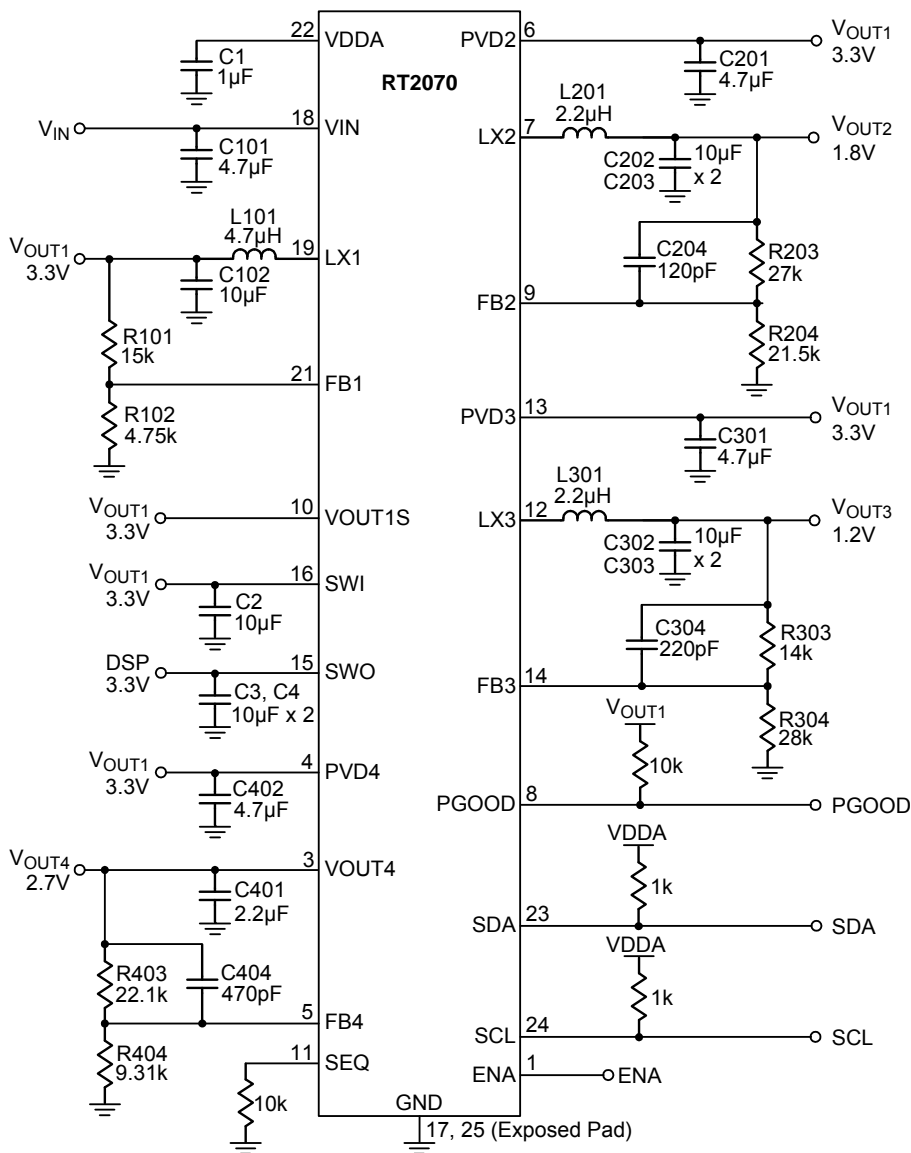 22
VDDA
C1
1µF
RT2070
PVD2
6
VOUT1
3.3V
C201
4.7µF
VIN
18
VIN
C101
4.7µF
L201
2.2µH
LX2
7
VOUT2
1.8V
C202
C203
10µF
x 2
VOUT1
3.3V
L101
4.7µH
19
LX1
C102
10µF
C204
120pF
R203
27k
FB2
9
R204
21.5k
R101
15k
21
FB1
R102
4.75k
PVD3
13
VOUT1
3.3V
C301
4.7µF
VOUT1
3.3V
10
VOUT1S
L301
2.2µH
LX3
12
VOUT3
1.2V
C302
C303
10µF
x 2
VOUT1
3.3V
16
SWI
C2
10µF
C304
220pF
R303
14k
DSP
3.3V
15
SWO
C3, C4
10µF x 2
FB3
14
R304
28k
VOUT1
3.3V
4
PVD4
C402
4.7µF
VOUT1
10k
PGOOD
8
PGOOD
VOUT4
2.7V
3
VOUT4
C401
2.2µF
VDDA
1k
SDA
23
SDA
R403
22.1k
C404
470pF
5
FB4
R404
9.31k
VDDA
1k
SCL
24
SCL
11
SEQ
10k
ENA
1
ENA
GND
17, 25 (Exposed Pad)